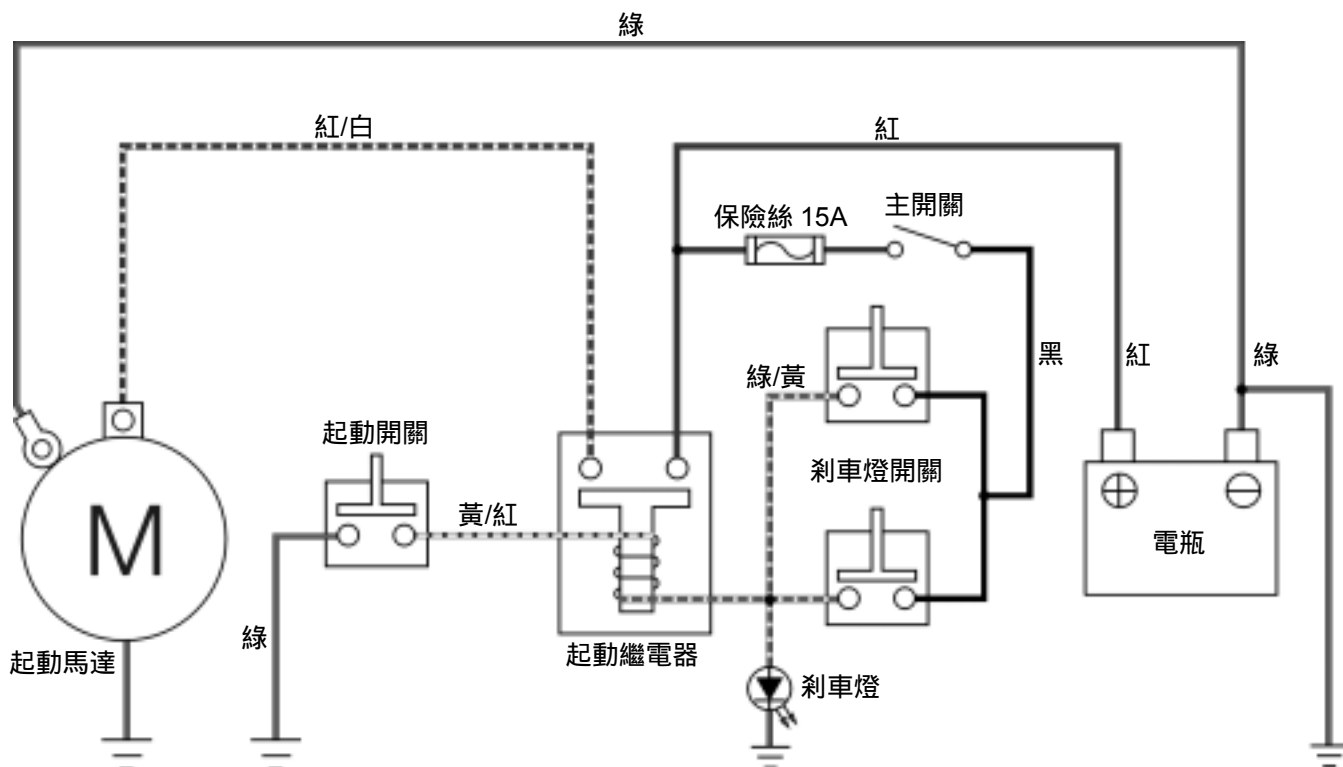 綠
紅/白
紅
保險絲 15A
主開關
綠/黃
黑
紅
綠
起動開關
剎車燈開關
M
黃/紅
電瓶
綠
起動馬達
起動繼電器
剎車燈